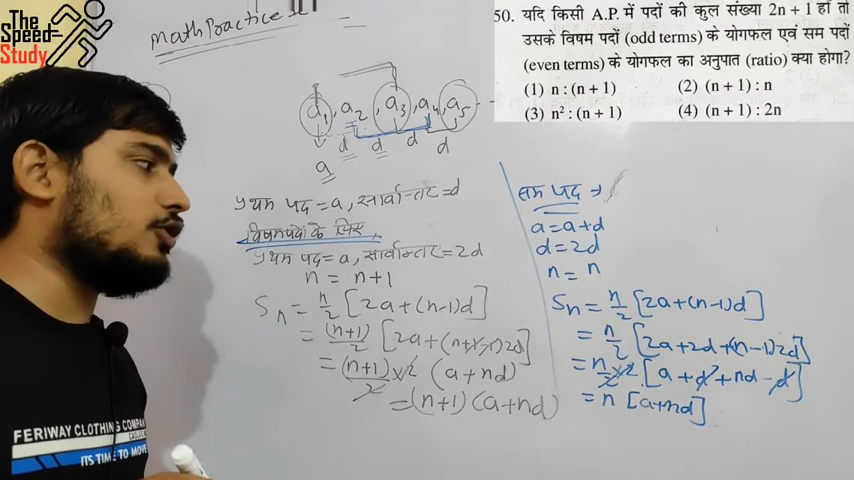 The
Speed
Study
Math Practice
50. यदि किसी A.P. में पदों की कुल संख्या 2n + 1 हों तो
उसके विषम पदों (odd terms) के योगफल एवं सम पदों
(even terms) के योगफल का अनुपात (ratio) क्या होगा?
(1) n : (n + 1) (2) (n + 1) : n
(3) n² : (n + 1) (4) (n + 1) : 2n
a₁, a₂, a₃, a₄, a₅
d d d d
a
प्रथम पद = a, सार्वान्तर = d
विषम पदों के लिए
प्रथम पद = a, सार्वान्तर = 2d
n = n+1
Sn = n/2 [2a+(n-1)d]
= (n+1)/2 [2a+(n+1-1)2d]
= (n+1)/2 ×2 (a+nd)
= (n+1) (a+nd)
सम पद →
a = a+d
d = 2d
n = n
Sn = n/2 [2a+(n-1)d]
= n/2 [2a+2d+(n-1)2d]
= n/2 ×2 [a+d+nd-d]
= n [a+nd]
FERIWAY CLOTHING COMPA
ITS TIME TO MOVE